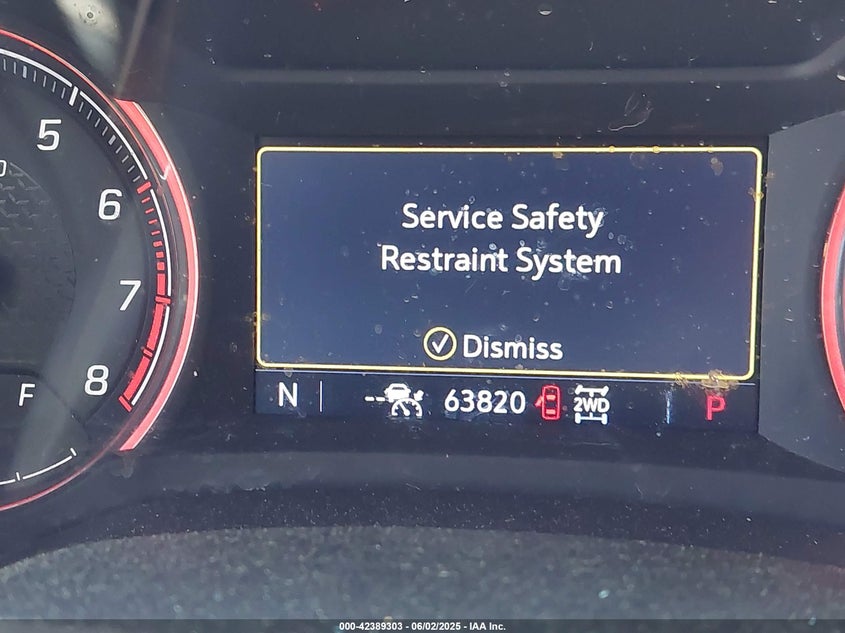 5
6
7
8
F
Service Safety
Restraint System
Dismiss
N 63820 2WD P
000-42389303 - 06/02/2025 - IAA Inc.